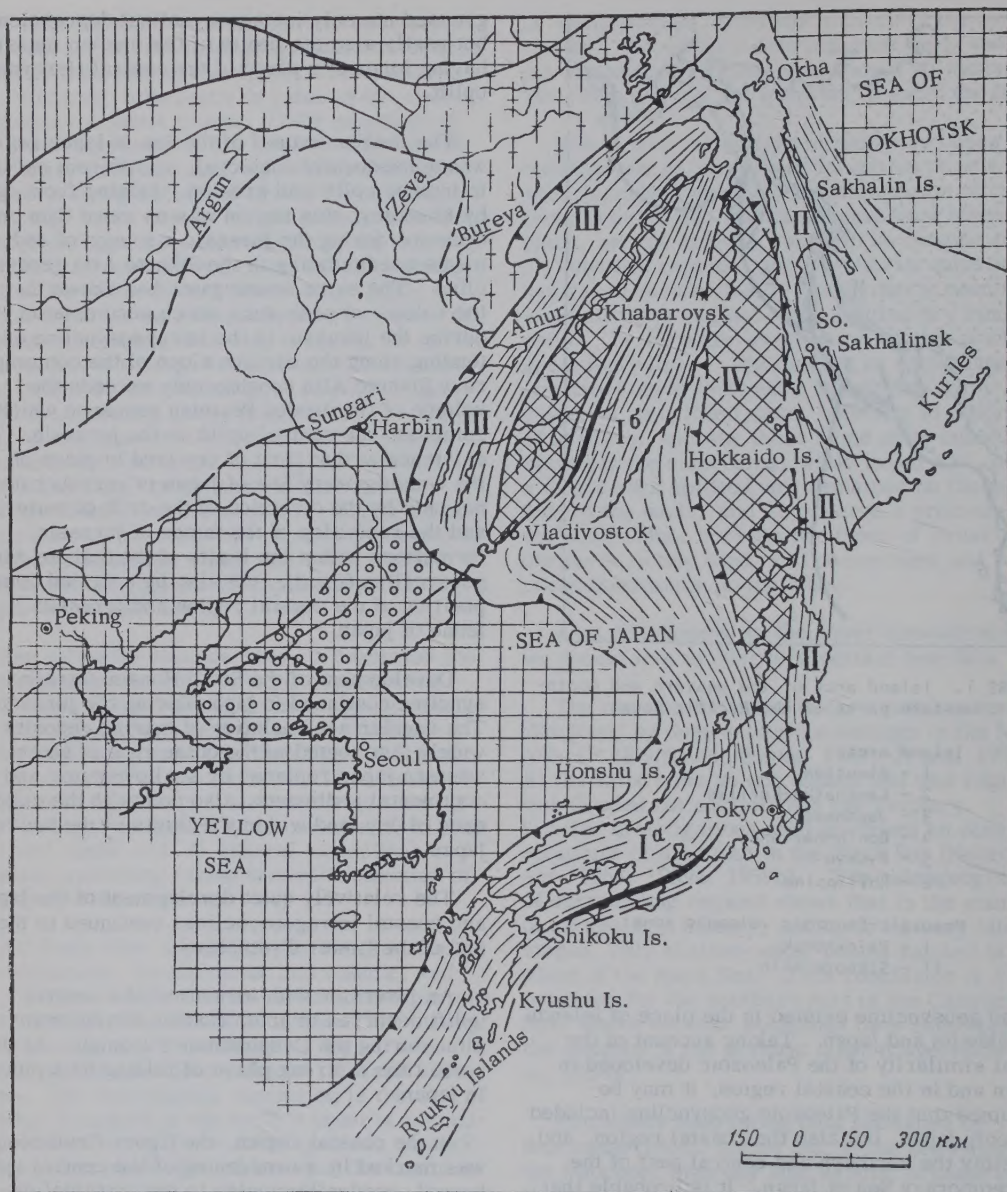 Okha
SEA OF
OKHOTSK
Argun
Zeya
Bureya
III
Sakhalin Is.
II
?
Amur
Khabarovsk
So.
Sakhalinsk
Kuriles
Sungari
Harbin
III
V
Iб
IV
Hokkaido Is.
II
Vladivostok
Peking
SEA OF JAPAN
II
Seoul
Honshu Is.
Tokyo
YELLOW
SEA
Ia
Shikoku Is.
Kyushu Is.
Ryukyu Islands
150 0 150 300 км